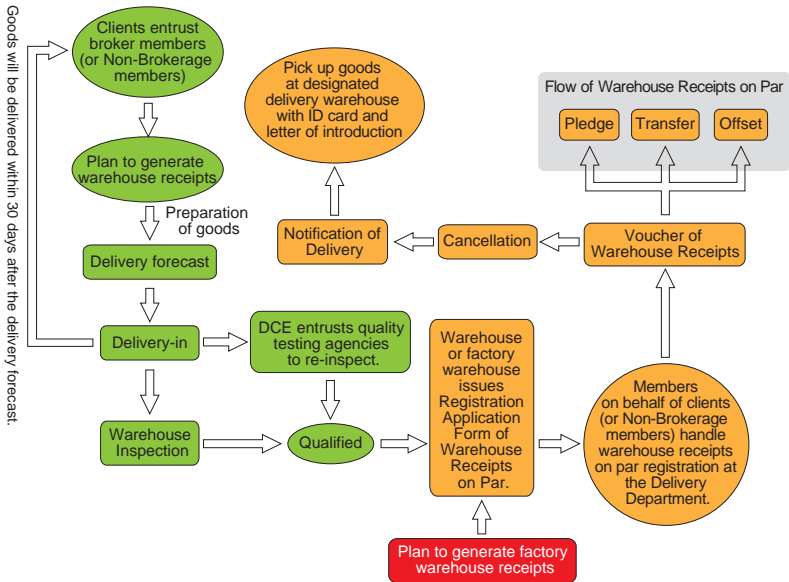 Goods will be delivered within 30 days after the delivery forecast.
Clients entrust
broker members
(or Non-Brokerage
members)
Plan to generate
warehouse receipts
Preparation
of goods
Delivery forecast
Delivery-in
Warehouse
Inspection
DCE entrusts quality
testing agencies
to re-inspect.
Qualified
Warehouse
or factory
warehouse
issues
Registration
Application
Form of
Warehouse
Receipts
on Par.
Plan to generate factory
warehouse receipts
Members
on behalf of clients
(or Non-Brokerage
members) handle
warehouse receipts
on par registration at
the Delivery
Department.
Voucher of
Warehouse Receipts
Flow of Warehouse Receipts on Par
Pledge
Transfer
Offset
Cancellation
Notification of
Delivery
Pick up goods
at designated
delivery warehouse
with ID card and
letter of introduction